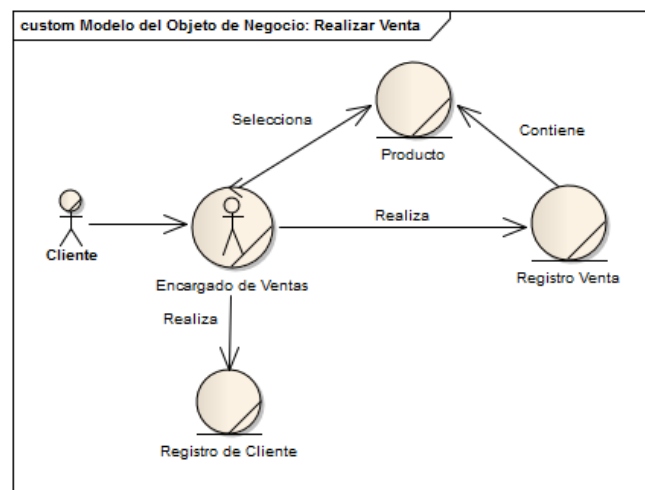 custom Modelo del Objeto de Negocio: Realizar Venta
Selecciona
Producto
Contiene
Cliente
Realiza
Encargado de Ventas
Registro Venta
Realiza
Registro de Cliente